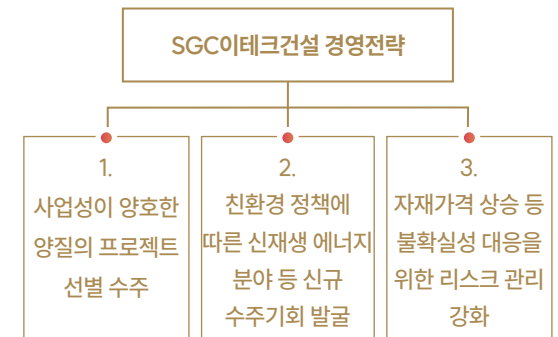 SGC이테크건설 경영전략
1.
사업성이 양호한
양질의 프로젝트
선별 수주
2.
친환경 정책에
따른 신재생 에너지
분야 등 신규
수주기회 발굴
3.
자재가격 상승 등
불확실성 대응을
위한 리스크 관리
강화